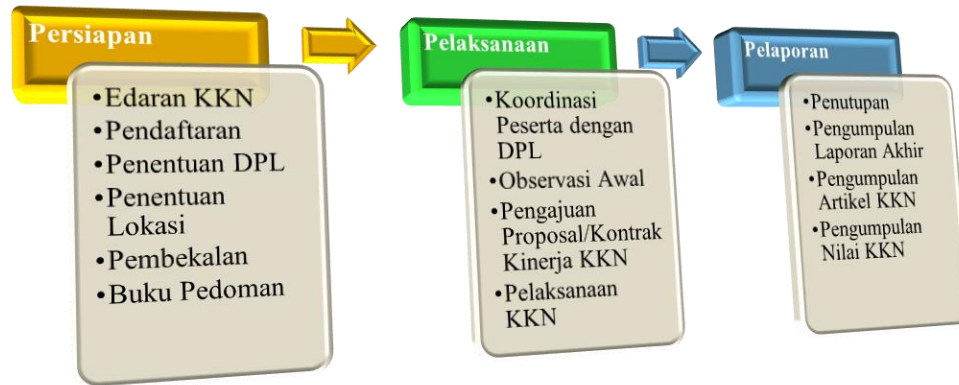 Persiapan
•Edaran KKN
•Pendaftaran
•Penentuan DPL
•Penentuan
Lokasi
•Pembekalan
•Buku Pedoman
Pelaksanaan
•Koordinasi
Peserta dengan
DPL
•Observasi Awal
•Pengajuan
Proposal/Kontrak
Kinerja KKN
•Pelaksanaan
KKN
Pelaporan
•Penutupan
•Pengumpulan
Laporan Akhir
•Pengumpulan
Artikel KKN
•Pengumpulan
Nilai KKN